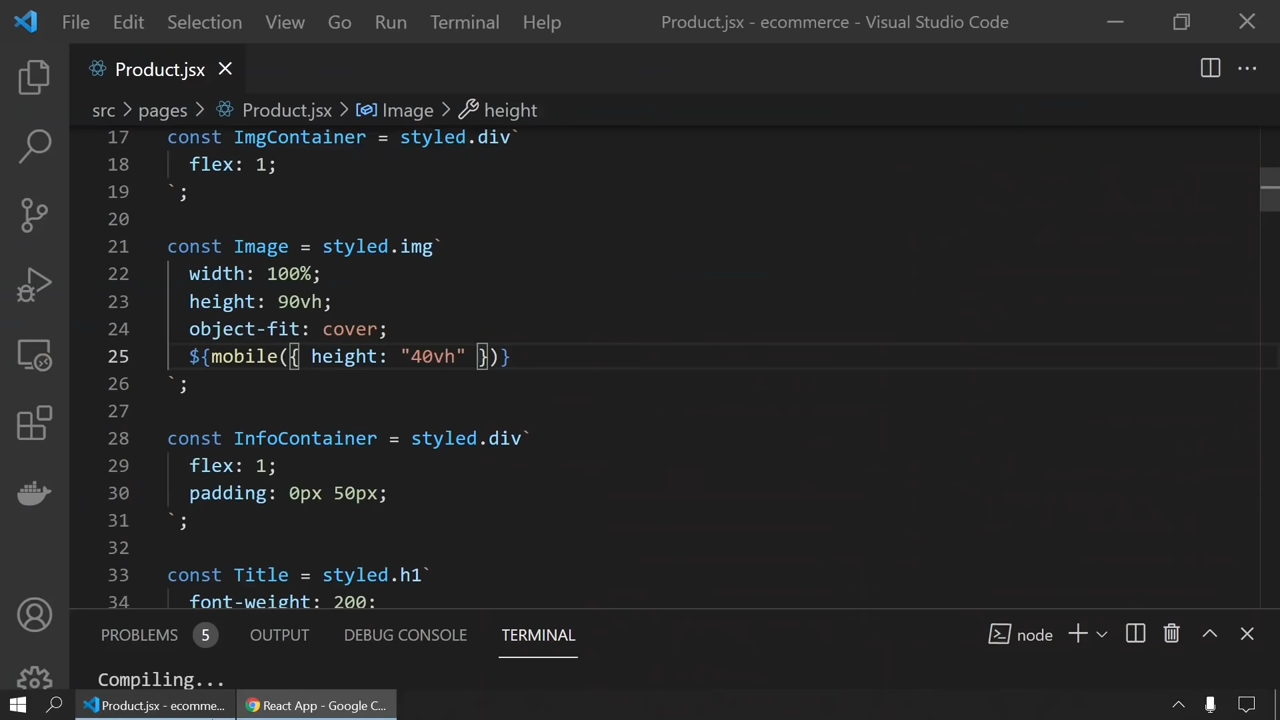 File Edit Selection View Go Run Terminal Help Product.jsx - ecommerce - Visual Studio Code
Product.jsx
src > pages > Product.jsx > Image > height
17 const ImgContainer = styled.div`
18 flex: 1;
19 `;
20
21 const Image = styled.img`
22 width: 100%;
23 height: 90vh;
24 object-fit: cover;
25 ${mobile({ height: "40vh" })}
26 `;
27
28 const InfoContainer = styled.div`
29 flex: 1;
30 padding: 0px 50px;
31 `;
32
33 const Title = styled.h1`
34 font-weight: 200;
PROBLEMS 5 OUTPUT DEBUG CONSOLE TERMINAL node
Compiling...
Product.jsx - ecomme... React App - Google C...